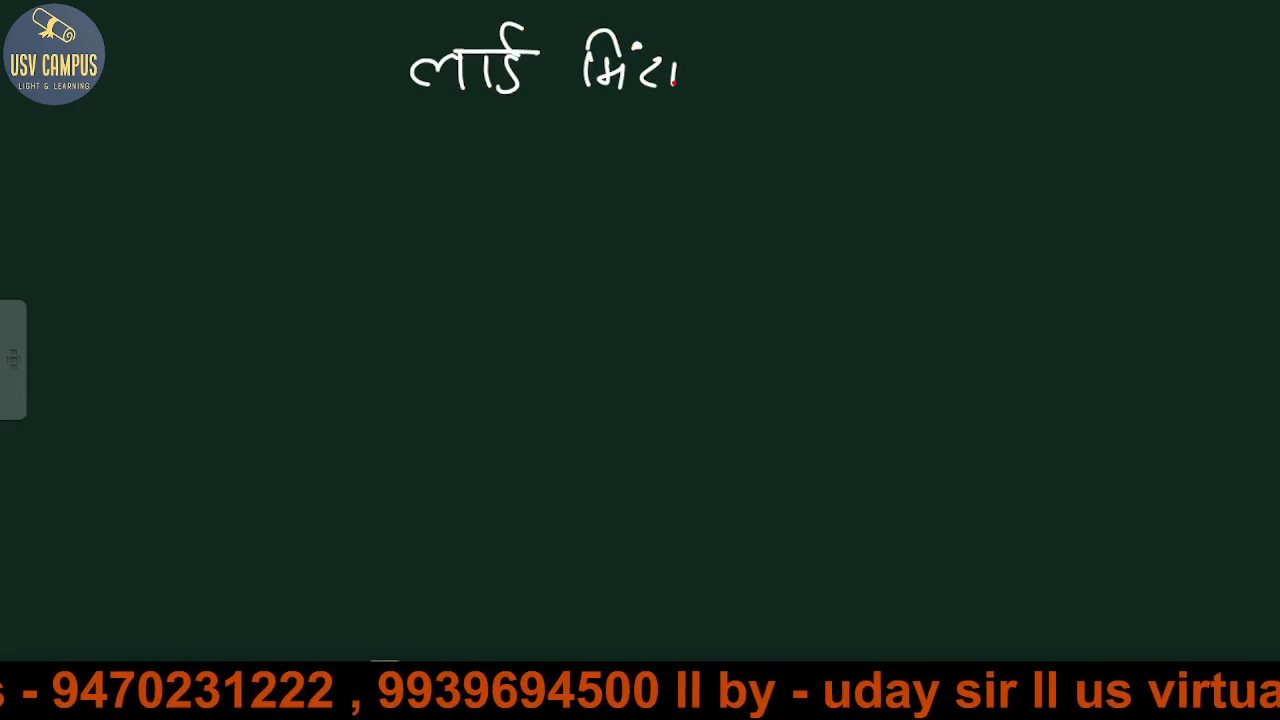 USV CAMPUS
LIGHT & LEARNING
लार्ड मिंटा
s - 9470231222 , 9939694500 ll by - uday sir ll us virtua